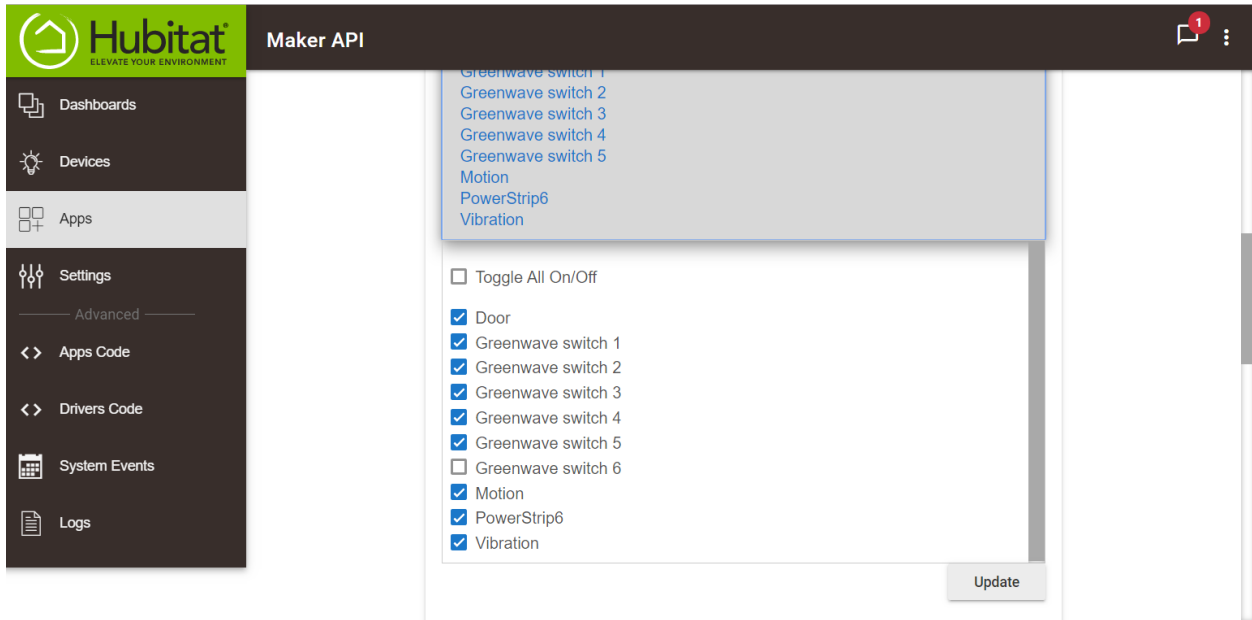 Hubitat®
ELEVATE YOUR ENVIRONMENT
Maker API
1
Dashboards
Devices
Apps
Settings
Advanced
Apps Code
Drivers Code
System Events
Logs
Greenwave switch 1
Greenwave switch 2
Greenwave switch 3
Greenwave switch 4
Greenwave switch 5
Motion
PowerStrip6
Vibration
Toggle All On/Off
Door
Greenwave switch 1
Greenwave switch 2
Greenwave switch 3
Greenwave switch 4
Greenwave switch 5
Greenwave switch 6
Motion
PowerStrip6
Vibration
Update